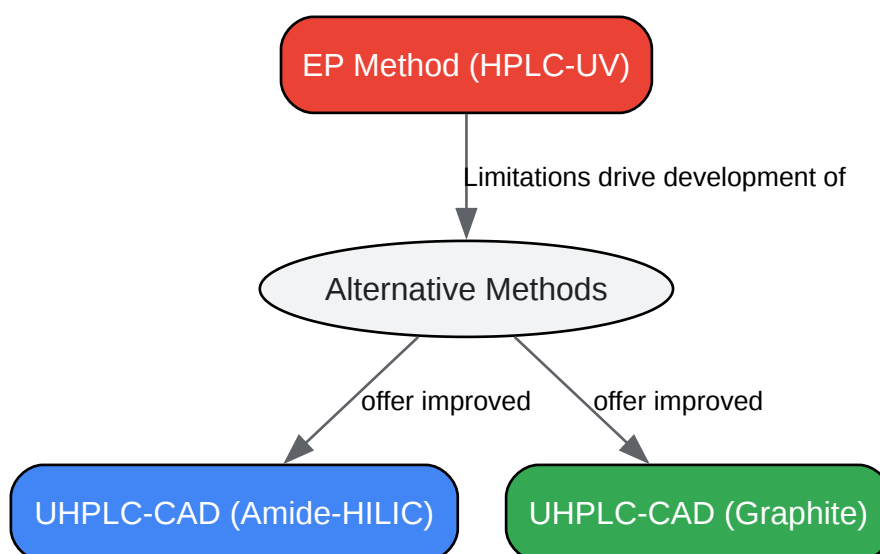 EP Method (HPLC-UV)
Limitations drive development of
Alternative Methods
offer improved
offer improved
UHPLC-CAD (Amide-HILIC)
UHPLC-CAD (Graphite)